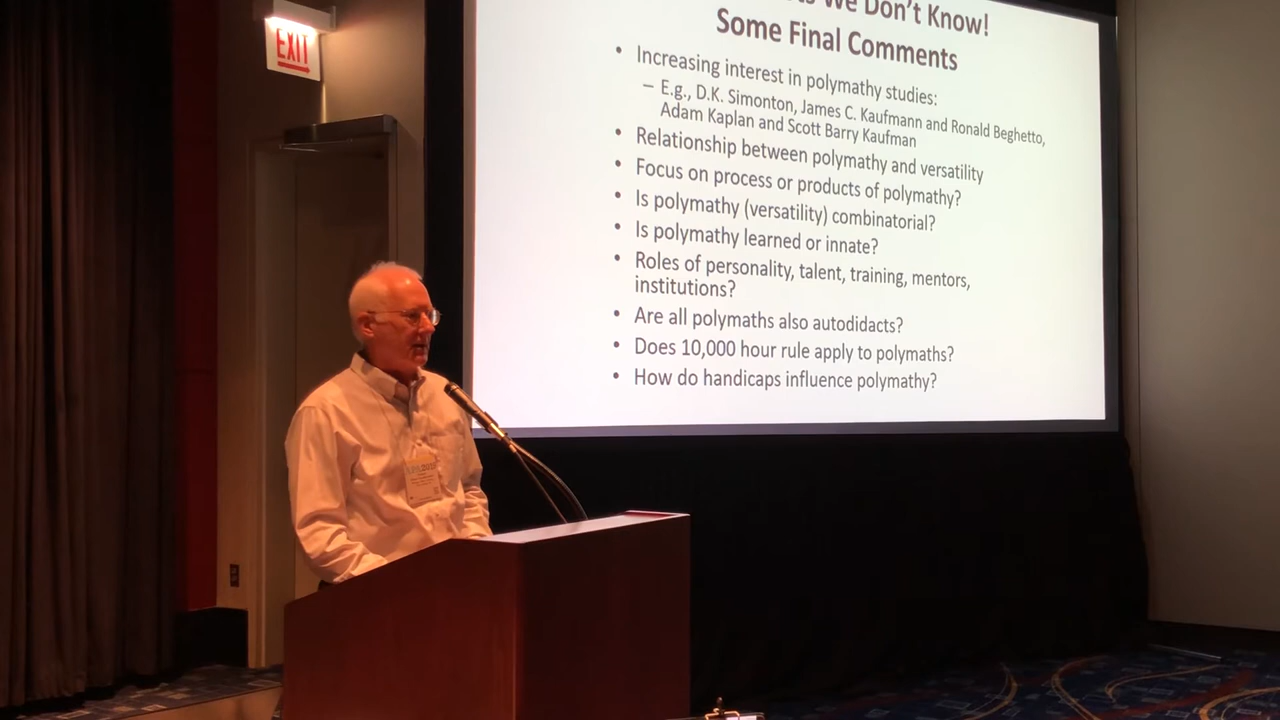 EXIT
We Don't Know!
Some Final Comments
• Increasing interest in polymathy studies:
– E.g., D.K. Simonton, James C. Kaufmann and Ronald Beghetto,
Adam Kaplan and Scott Barry Kaufman
• Relationship between polymathy and versatility
• Focus on process or products of polymathy?
• Is polymathy (versatility) combinatorial?
• Is polymathy learned or innate?
• Roles of personality, talent, training, mentors,
institutions?
• Are all polymaths also autodidacts?
• Does 10,000 hour rule apply to polymaths?
• How do handicaps influence polymathy?